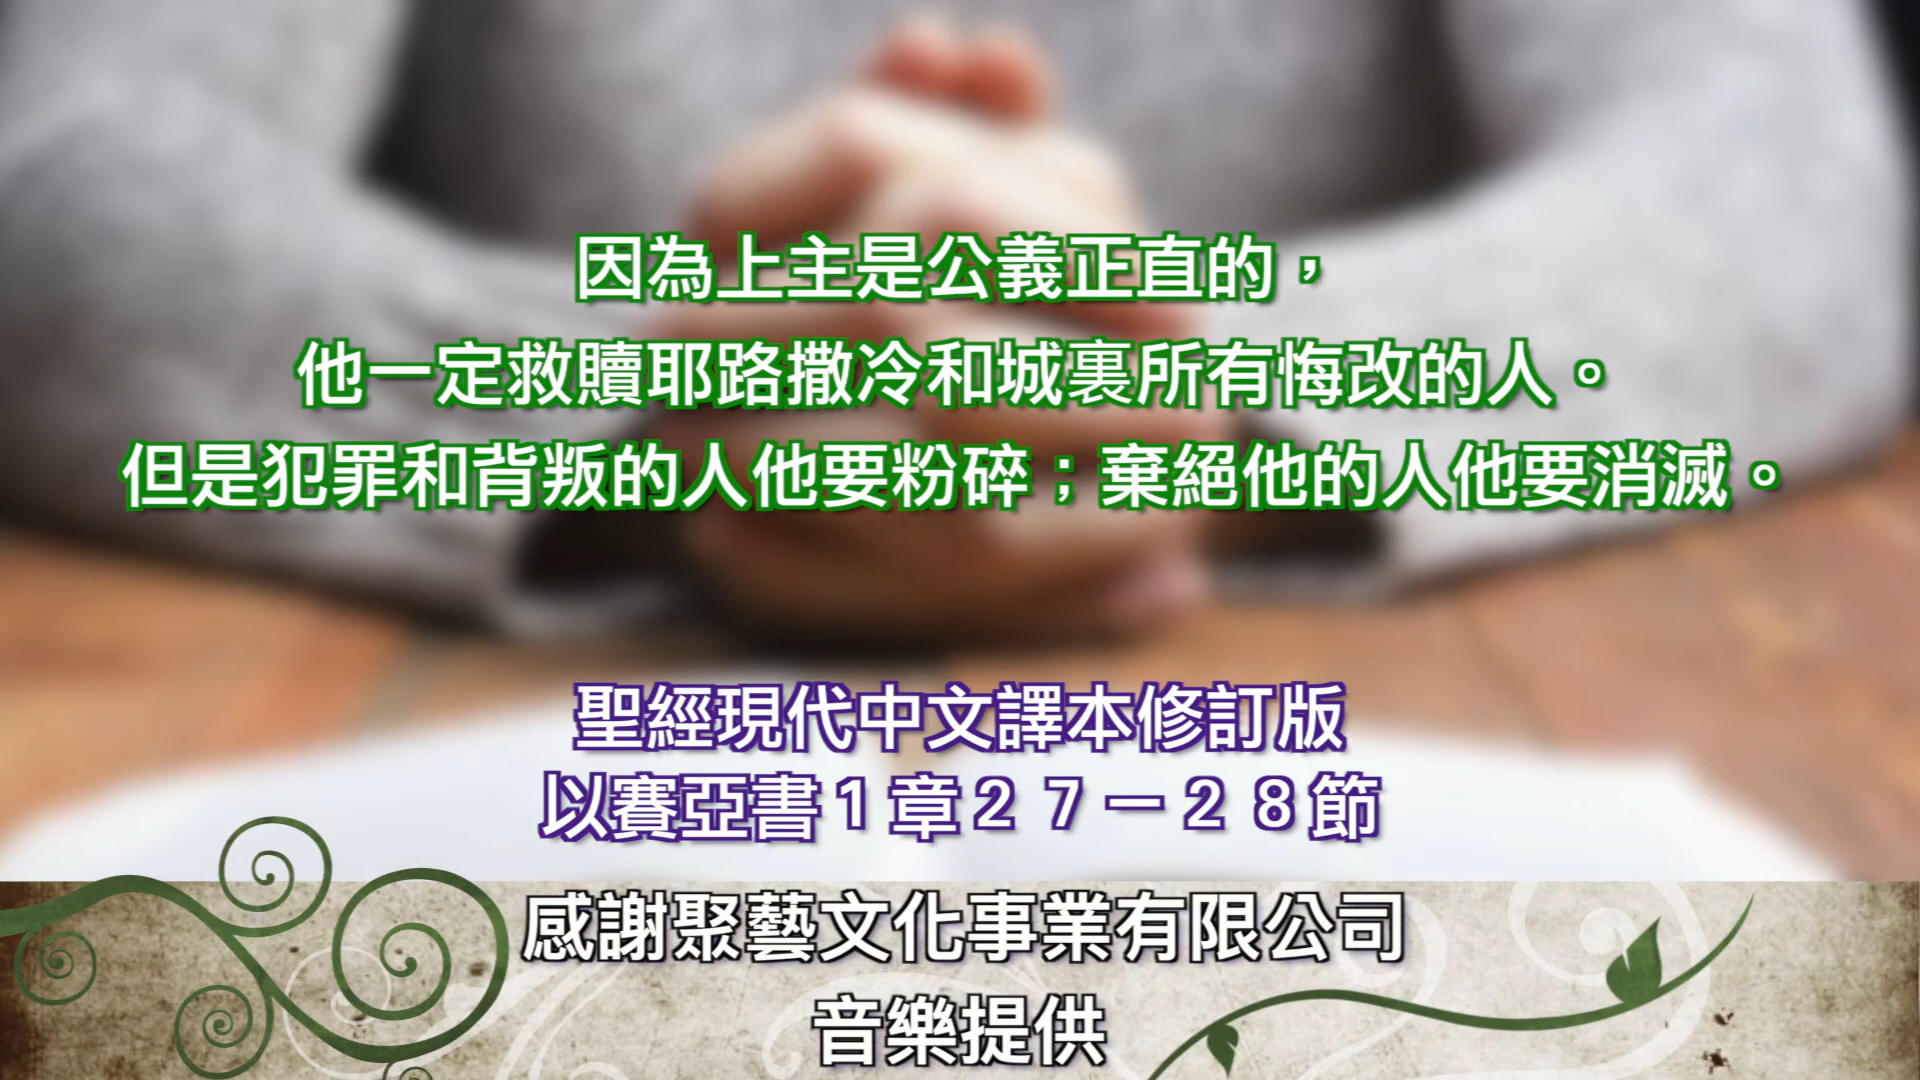 因為上主是公義正直的，
他一定救贖耶路撒冷和城裏所有悔改的人。
但是犯罪和背叛的人他要粉碎；棄絕他的人他要消滅。
聖經現代中文譯本修訂版
以賽亞書１章２７－２８節
感謝聚藝文化事業有限公司
音樂提供